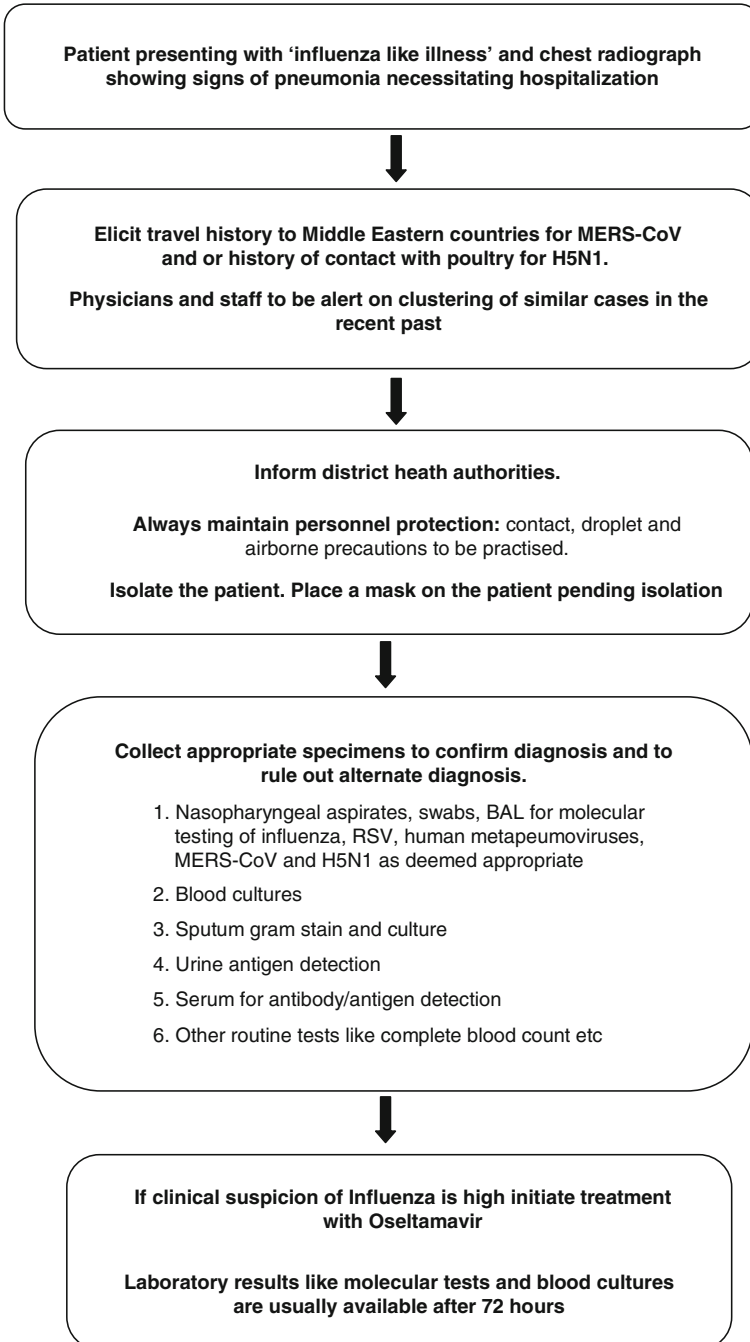 Patient presenting with ‘influenza like illness’ and chest radiograph
showing signs of pneumonia necessitating hospitalization
Elicit travel history to Middle Eastern countries for MERS-CoV
and or history of contact with poultry for H5N1.
Physicians and staff to be alert on clustering of similar cases in the
recent past
Inform district heath authorities.
Always maintain personnel protection: contact, droplet and
airborne precautions to be practised.
Isolate the patient. Place a mask on the patient pending isolation
Collect appropriate specimens to confirm diagnosis and to
rule out alternate diagnosis.
1. Nasopharyngeal aspirates, swabs, BAL for molecular
testing of influenza, RSV, human metapeumoviruses,
MERS-CoV and H5N1 as deemed appropriate
2. Blood cultures
3. Sputum gram stain and culture
4. Urine antigen detection
5. Serum for antibody/antigen detection
6. Other routine tests like complete blood count etc
If clinical suspicion of Influenza is high initiate treatment
with Oseltamavir
Laboratory results like molecular tests and blood cultures
are usually available after 72 hours